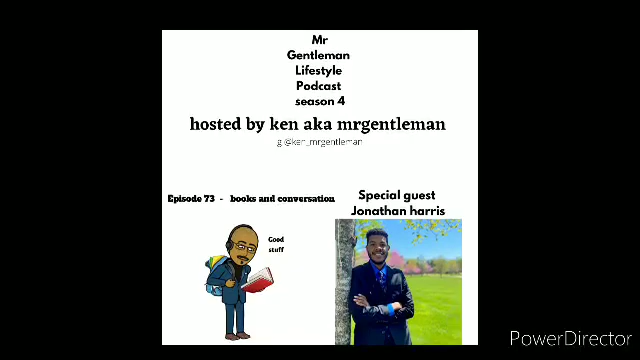 Mr
Gentleman
Lifestyle
Podcast
season 4
hosted by ken aka mrgentleman
g @ken_mrgentleman
Episode 73 - books and conversation
Special guest
Jonathan harris
Good
stuff
PowerDirector